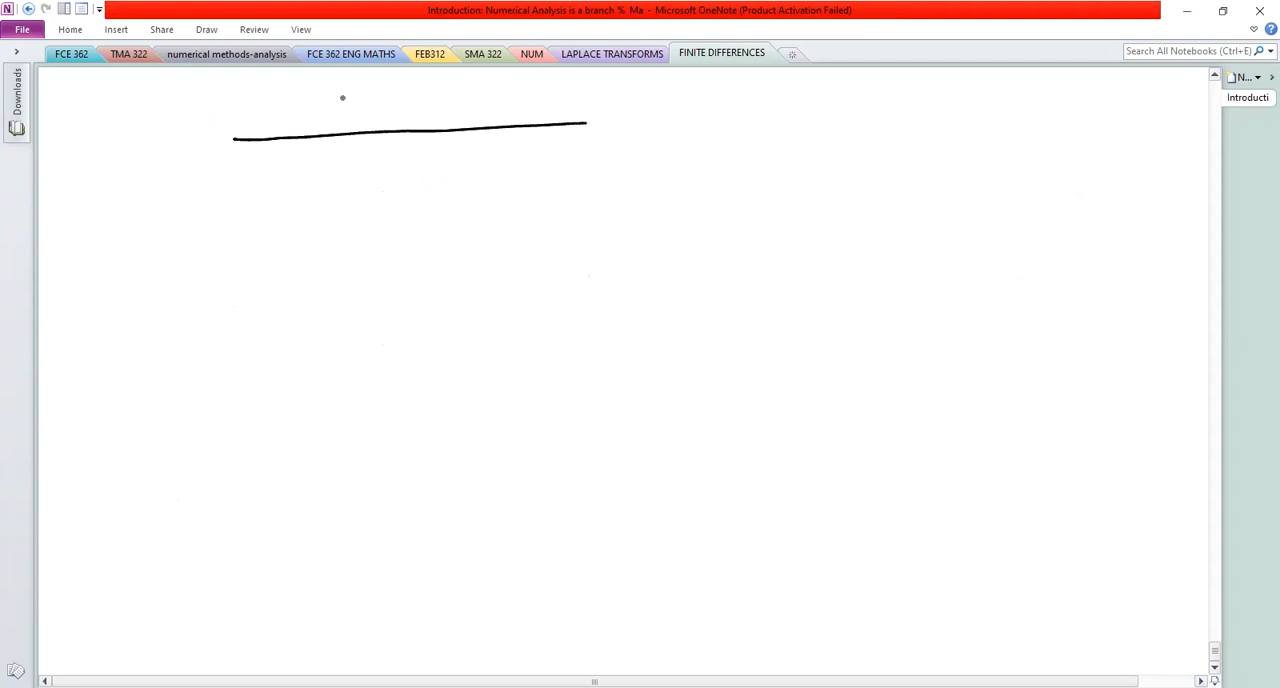 Introduction: Numerical Analysis is a branch %. Ma - Microsoft OneNote (Product Activation Failed)
File Home Insert Share Draw Review View
FCE 362 TMA 322 numerical methods-analysis FCE 362 ENG MATHS FEB312 SMA 322 NUM LAPLACE TRANSFORMS FINITE DIFFERENCES Search All Notebooks (Ctrl+E)
Downloads
N...
Introducti